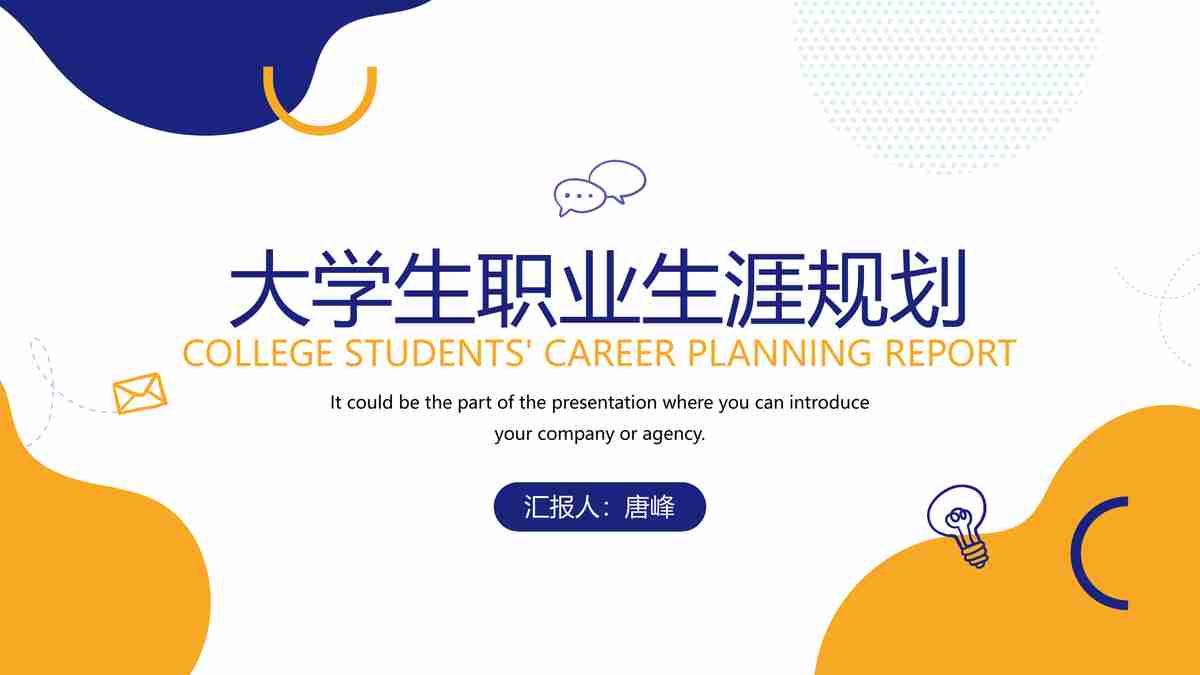 大学生职业生涯规划
COLLEGE STUDENTS' CAREER PLANNING REPORT
It could be the part of the presentation where you can introduce
your company or agency.
汇报人：唐峰